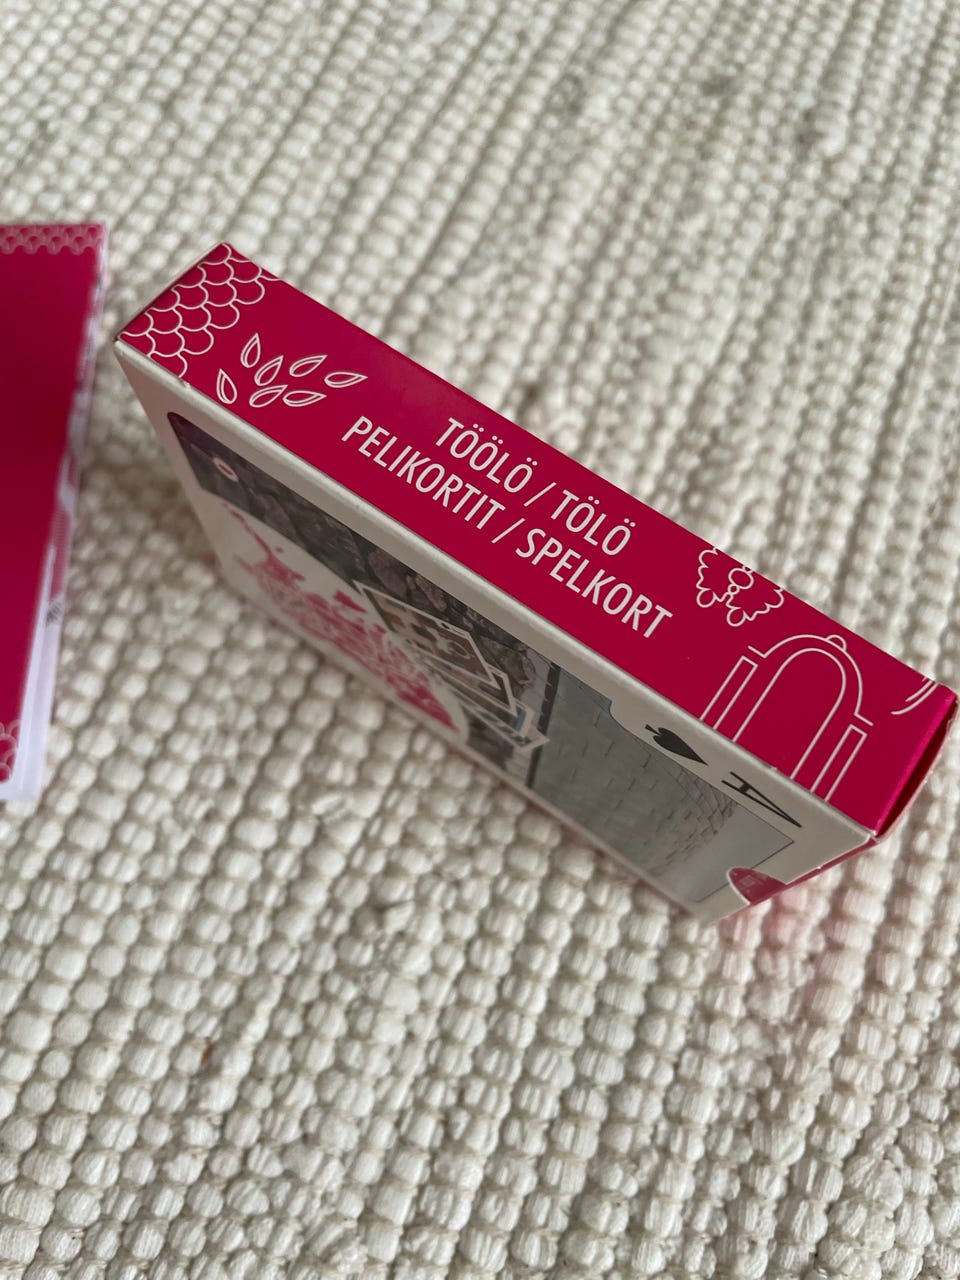 TÖÖLÖ / TÖLÖ
PELIKORTIT / SPELKORT
A